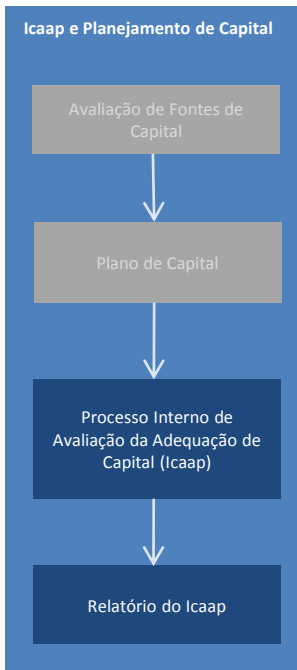 Icaap e Planejamento de Capital
Avaliação de Fontes de
Capital
Plano de Capital
Processo Interno de
Avaliação da Adequação de
Capital (Icaap)
Relatório do Icaap